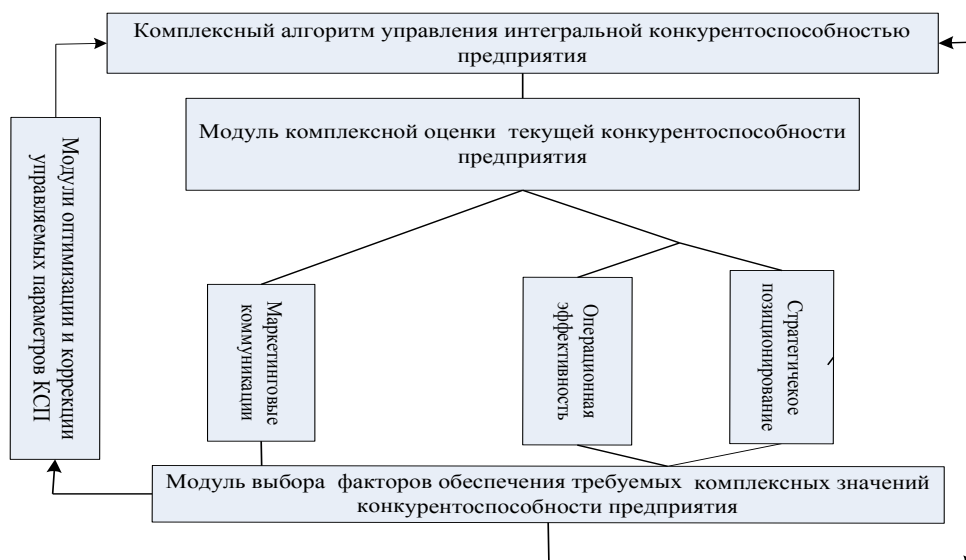 Комплексный алгоритм управления интегральной конкурентоспособностью
предприятия
Модуль комплексной оценки текущей конкурентоспособности
предприятия
Модули оптимизации и коррекции
управляемых параметров КСП
Маркетинговые
коммуникации
Операционная
эффективность
Стратегичекое
позиционирование
Модуль выбора факторов обеспечения требуемых комплексных значений
конкурентоспособности предприятия